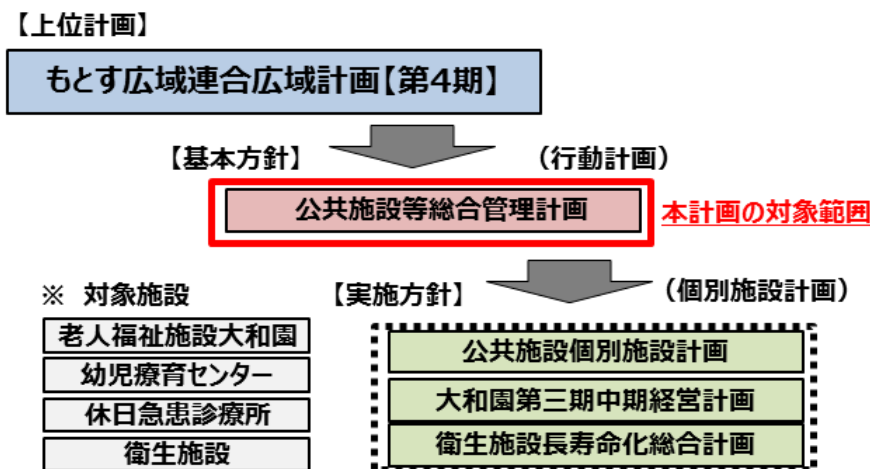 【上位計画】
もとす広域連合広域計画【第4期】
【基本方針】 （行動計画）
公共施設等総合管理計画
本計画の対象範囲
※ 対象施設
【実施方針】 （個別施設計画）
老人福祉施設大和園
幼児療育センター
休日急患診療所
衛生施設
公共施設個別施設計画
大和園第三期中期経営計画
衛生施設長寿命化総合計画